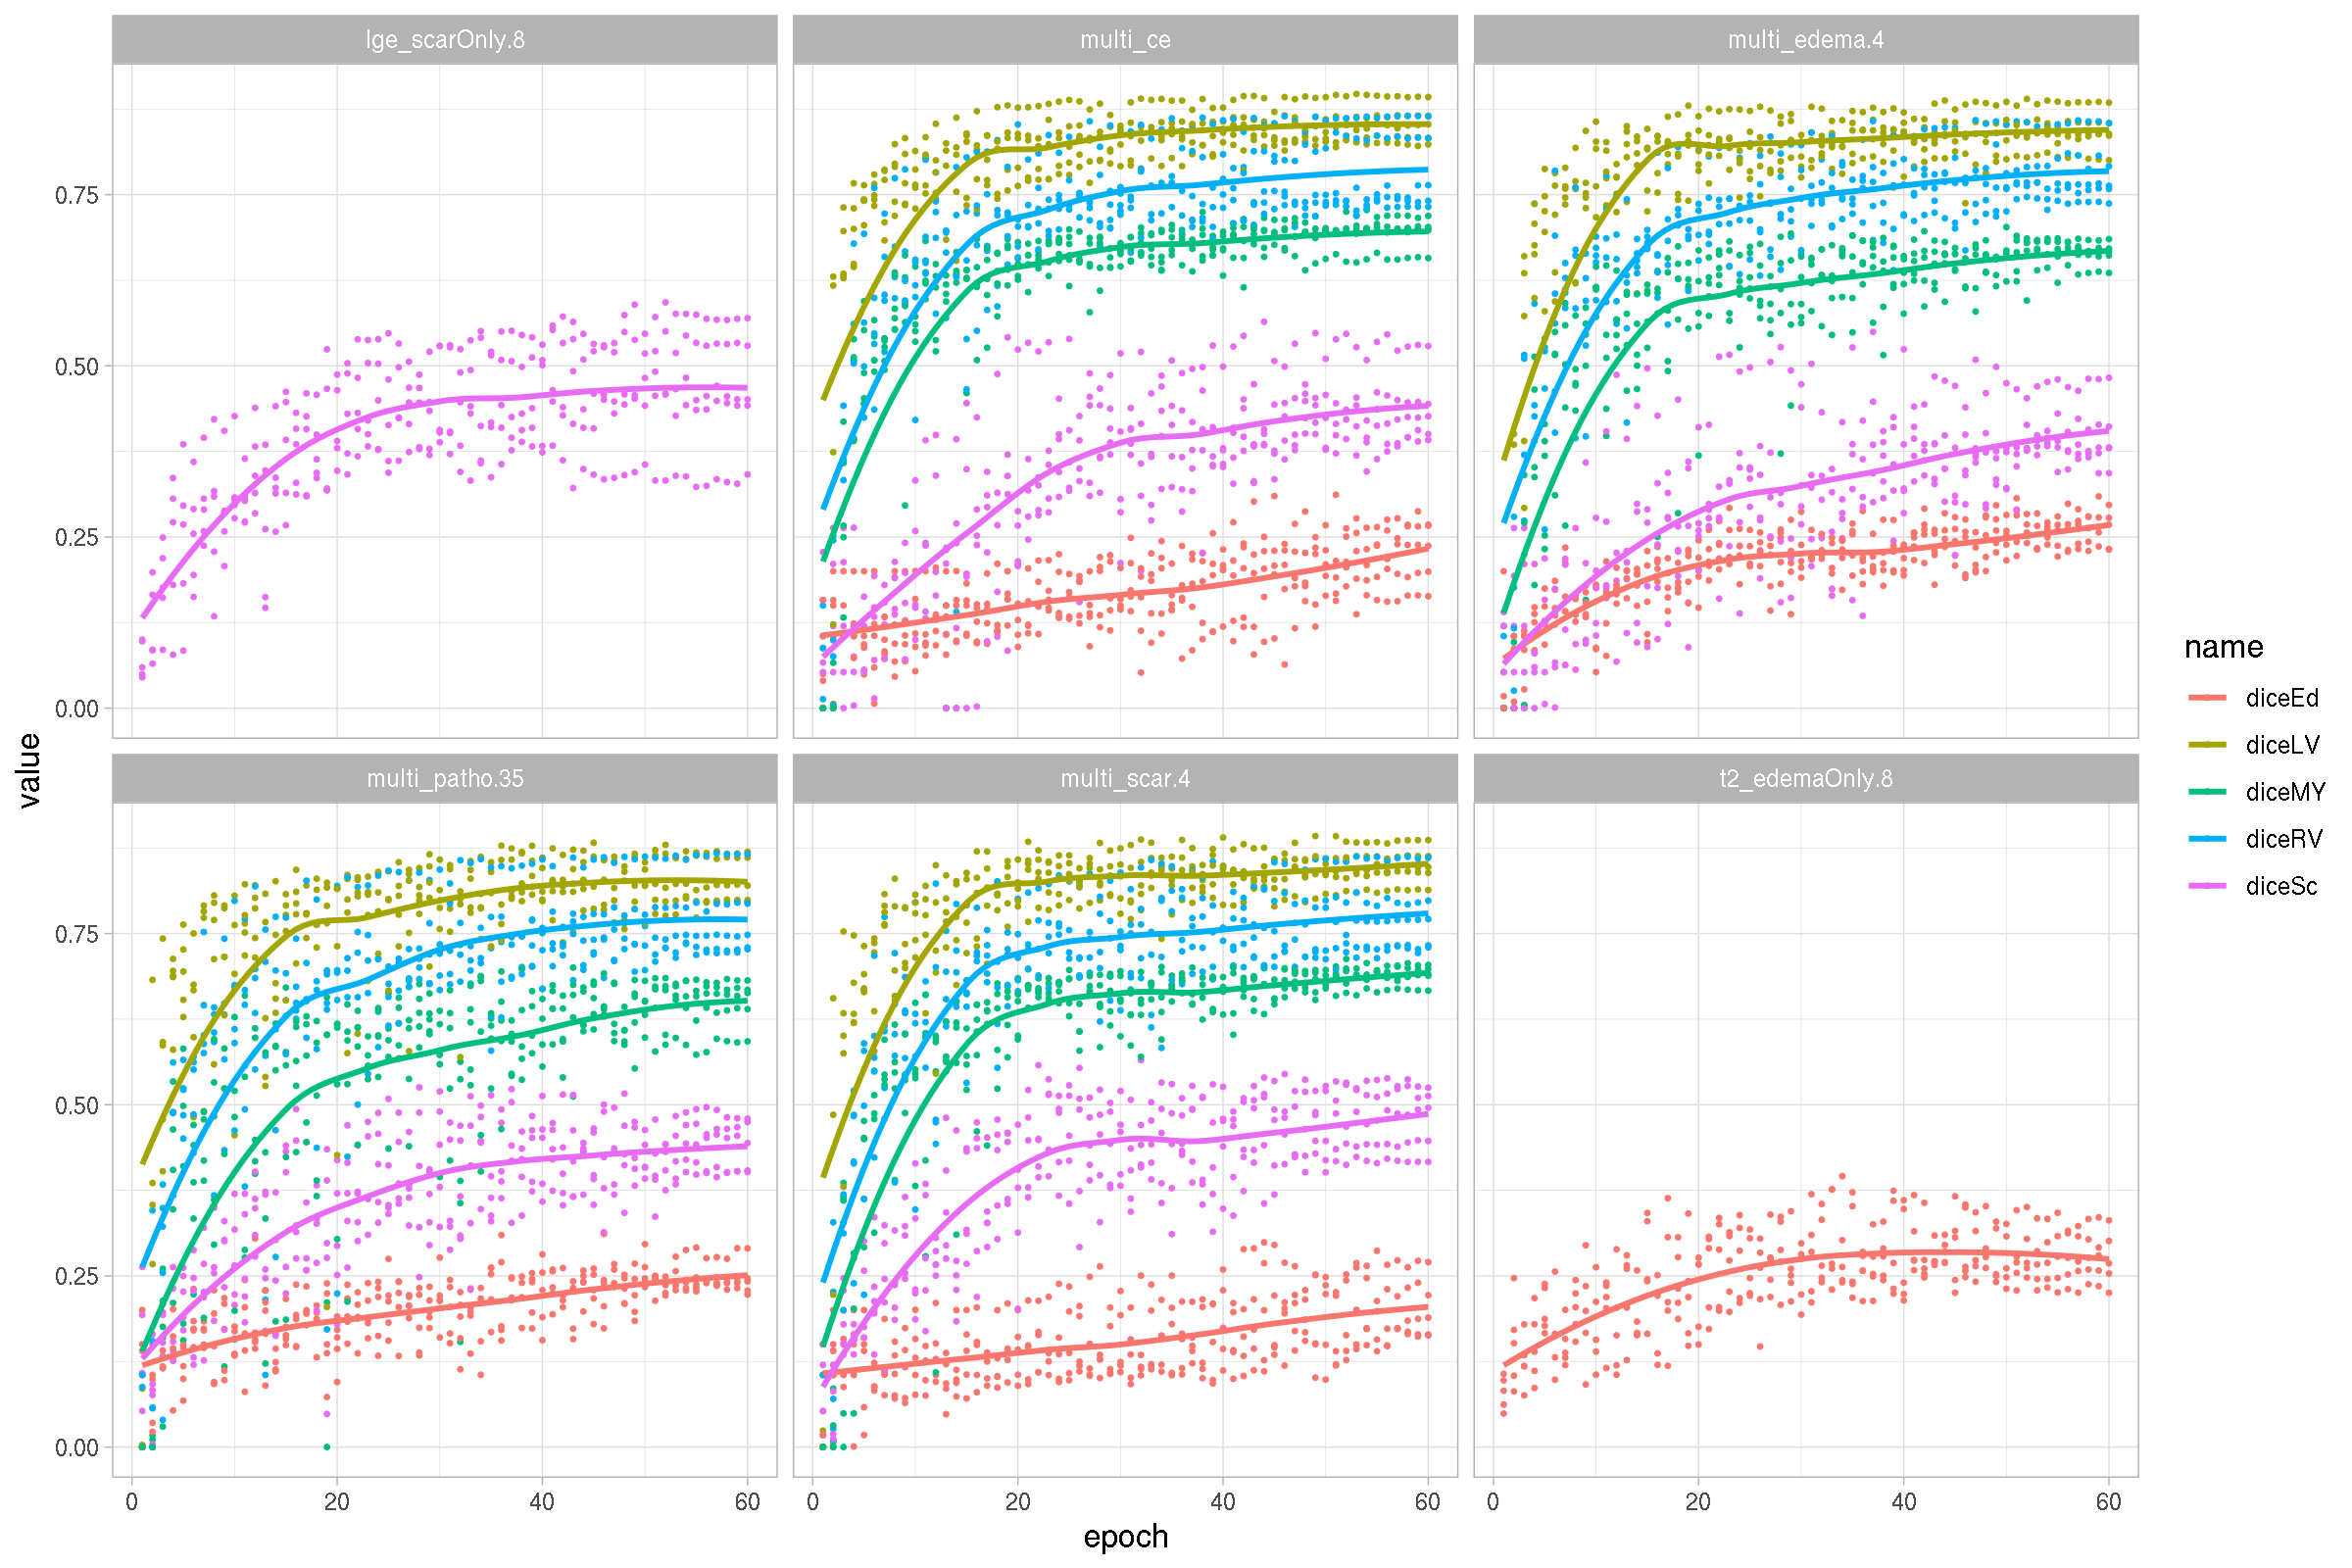 lge_scarOnly.8
multi_ce
multi_edema.4
0.75
0.50
0.25
0.00
value
multi_patho.35
multi_scar.4
t2_edemaOnly.8
0.75
0.50
0.25
0.00
0 20 40 60
0 20 40 60
0 20 40 60
epoch
name
diceEd
diceLV
diceMY
diceRV
diceSc